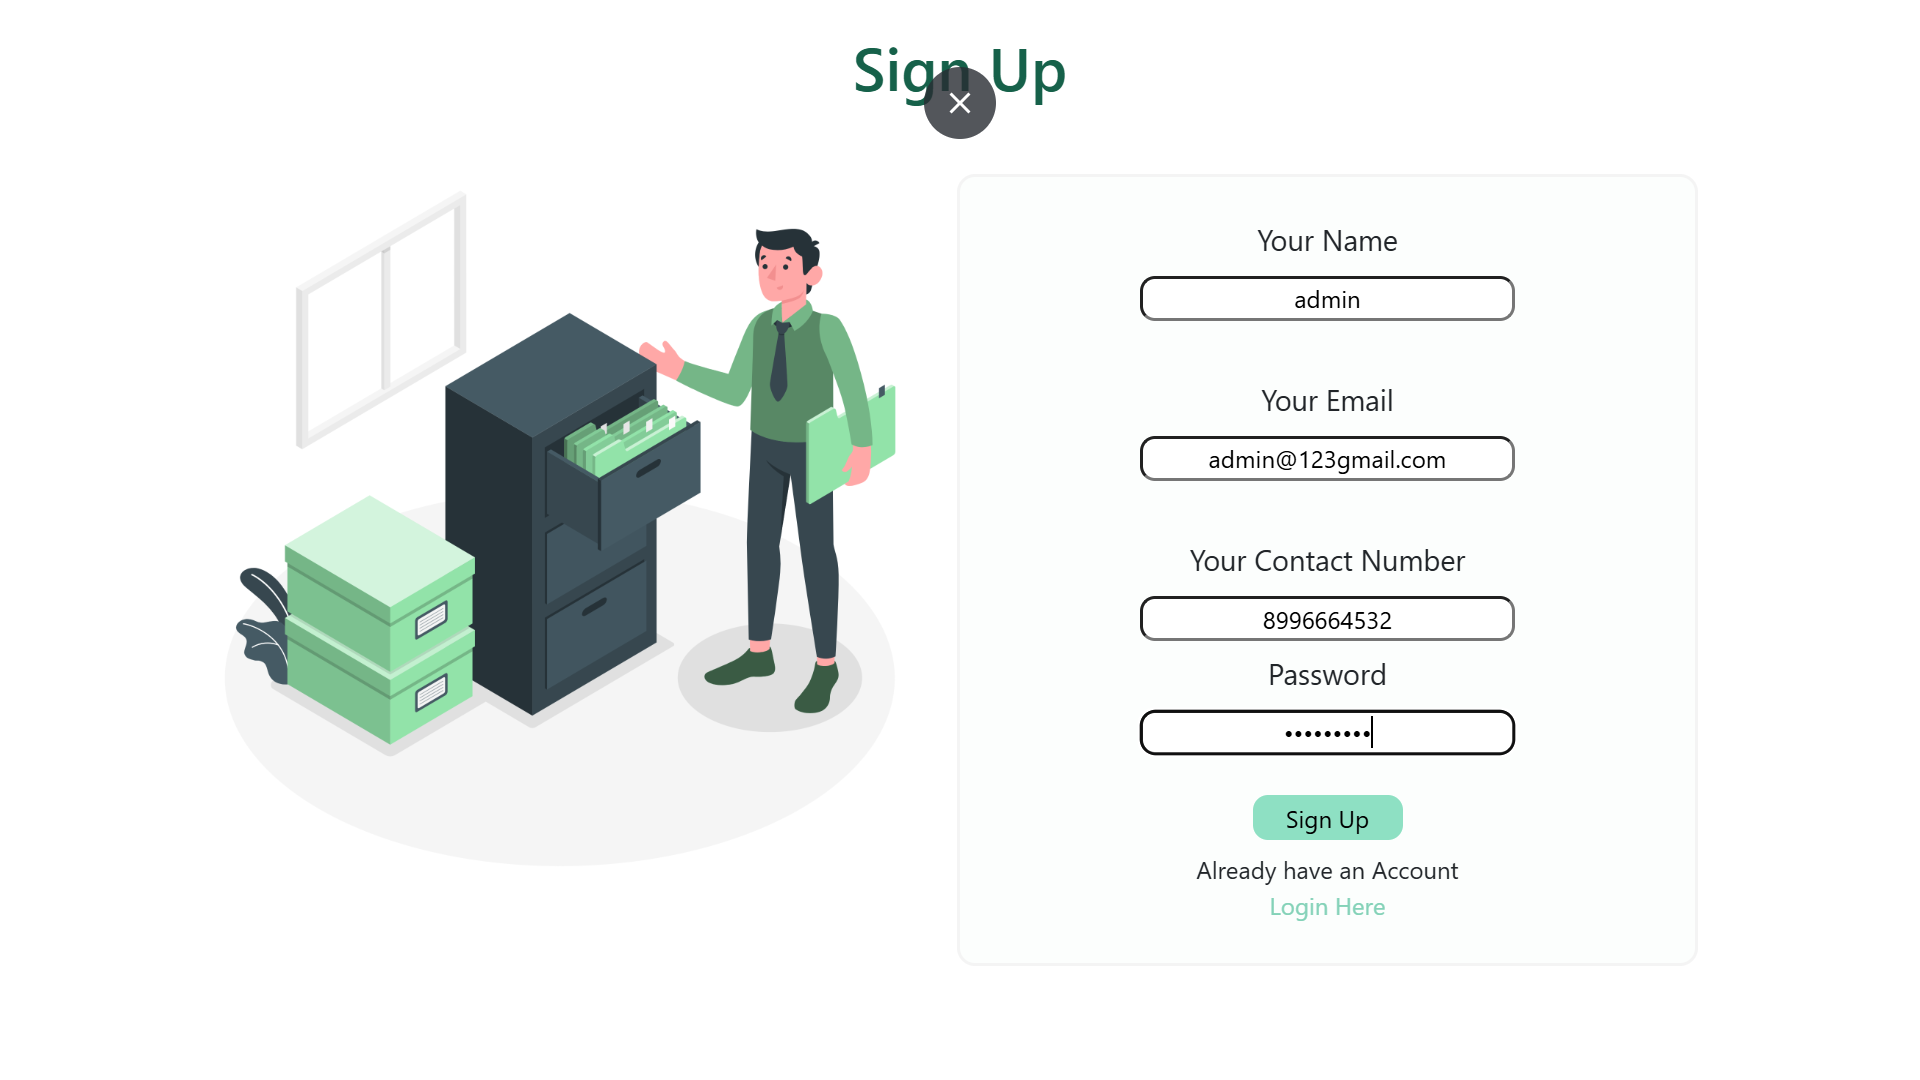 Sign Up
Your Name
admin
Your Email
admin@123gmail.com
Your Contact Number
8996664532
Password
•••••••••
Sign Up
Already have an Account
Login Here